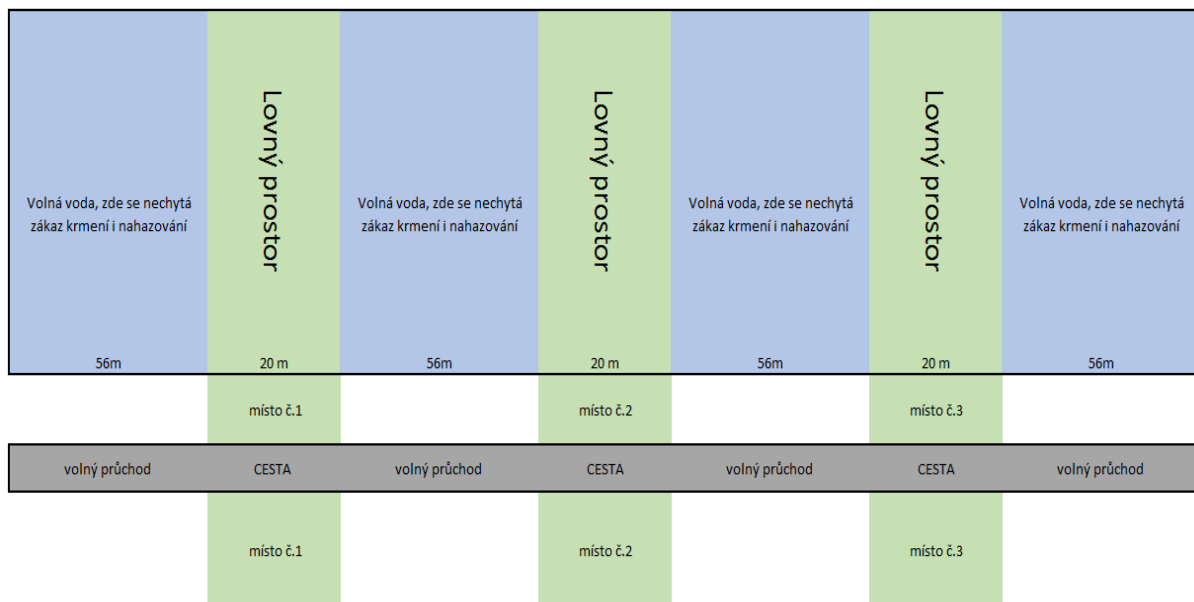 Volná voda, zde se nechytá
zákaz krmení i nahazování
Lovný prostor
Volná voda, zde se nechytá
zákaz krmení i nahazování
Lovný prostor
Volná voda, zde se nechytá
zákaz krmení i nahazování
Lovný prostor
Volná voda, zde se nechytá
zákaz krmení i nahazování
56m 20 m 56m 20 m 56m 20 m 56m
místo č.1 místo č.2 místo č.3
volný průchod CESTA volný průchod CESTA volný průchod CESTA volný průchod
místo č.1 místo č.2 místo č.3